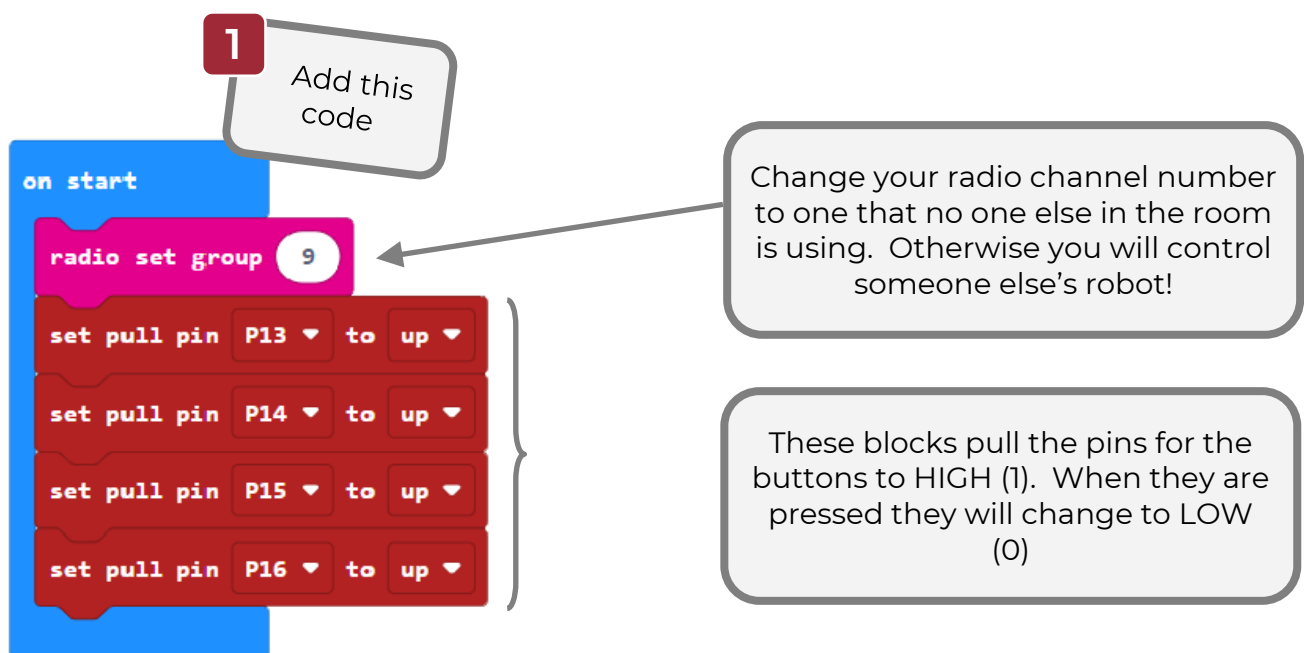 1
Add this
code
on start
radio set group 9
set pull pin P13 to up
set pull pin P14 to up
set pull pin P15 to up
set pull pin P16 to up
Change your radio channel number
to one that no one else in the room
is using.  Otherwise you will control
someone else’s robot!
These blocks pull the pins for the
buttons to HIGH (1).  When they are
pressed they will change to LOW
(0)